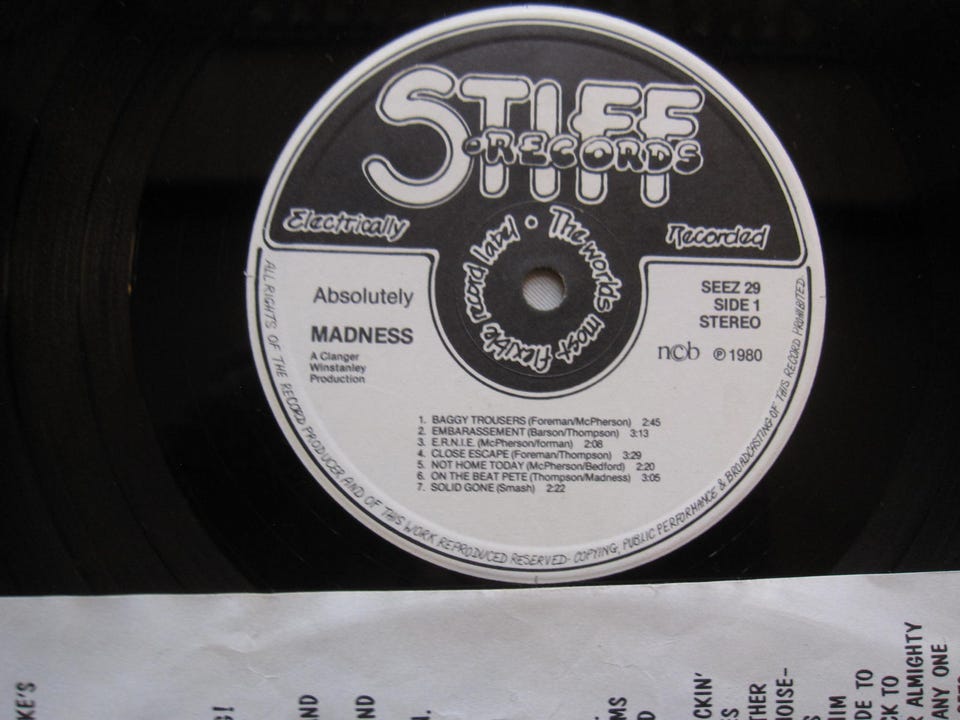 STIFF
RECORDS
Electrically
Recorded
The worlds most flexible record label
Absolutely
MADNESS
A Clanger
Winstanley
Production
SEEZ 29
SIDE 1
STEREO
ncb ℗ 1980
1. BAGGY TROUSERS (Foreman/McPherson) 2:45
2. EMBARASSEMENT (Barson/Thompson) 3:13
3. E.R.N.I.E. (McPherson/forman) 2:08
4. CLOSE ESCAPE (Foreman/Thompson) 3:29
5. NOT HOME TODAY (McPherson/Bedford) 2:20
6. ON THE BEAT PETE (Thompson/Madness) 3:05
7. SOLID GONE (Smash) 2:22
ALL RIGHTS OF THE RECORD PRODUCER AND OF THIS WORK REPRODUCED RESERVED- COPYING, PUBLIC PERFORMANCE & BROADCASTING OF THIS RECORD PROHIBITED.
ALMIGHTY
ANY ONE